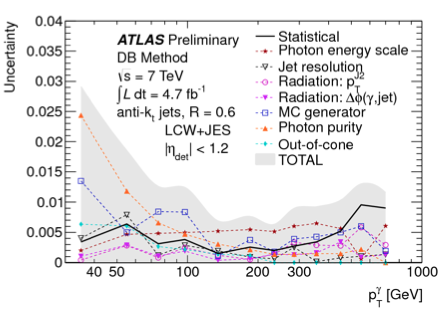 Uncertainty
0.04
0.035
0.03
0.025
0.02
0.015
0.01
0.005
0
ATLAS Preliminary
DB Method
√s = 7 TeV
∫L dt = 4.7 fb⁻¹
anti-kt jets, R = 0.6
LCW+JES
|ηdet| < 1.2
Statistical
Photon energy scale
Jet resolution
Radiation: pTJ2
Radiation: Δϕ(γ,jet)
MC generator
Photon purity
Out-of-cone
TOTAL
40 50 100 200 300 1000
pTγ [GeV]